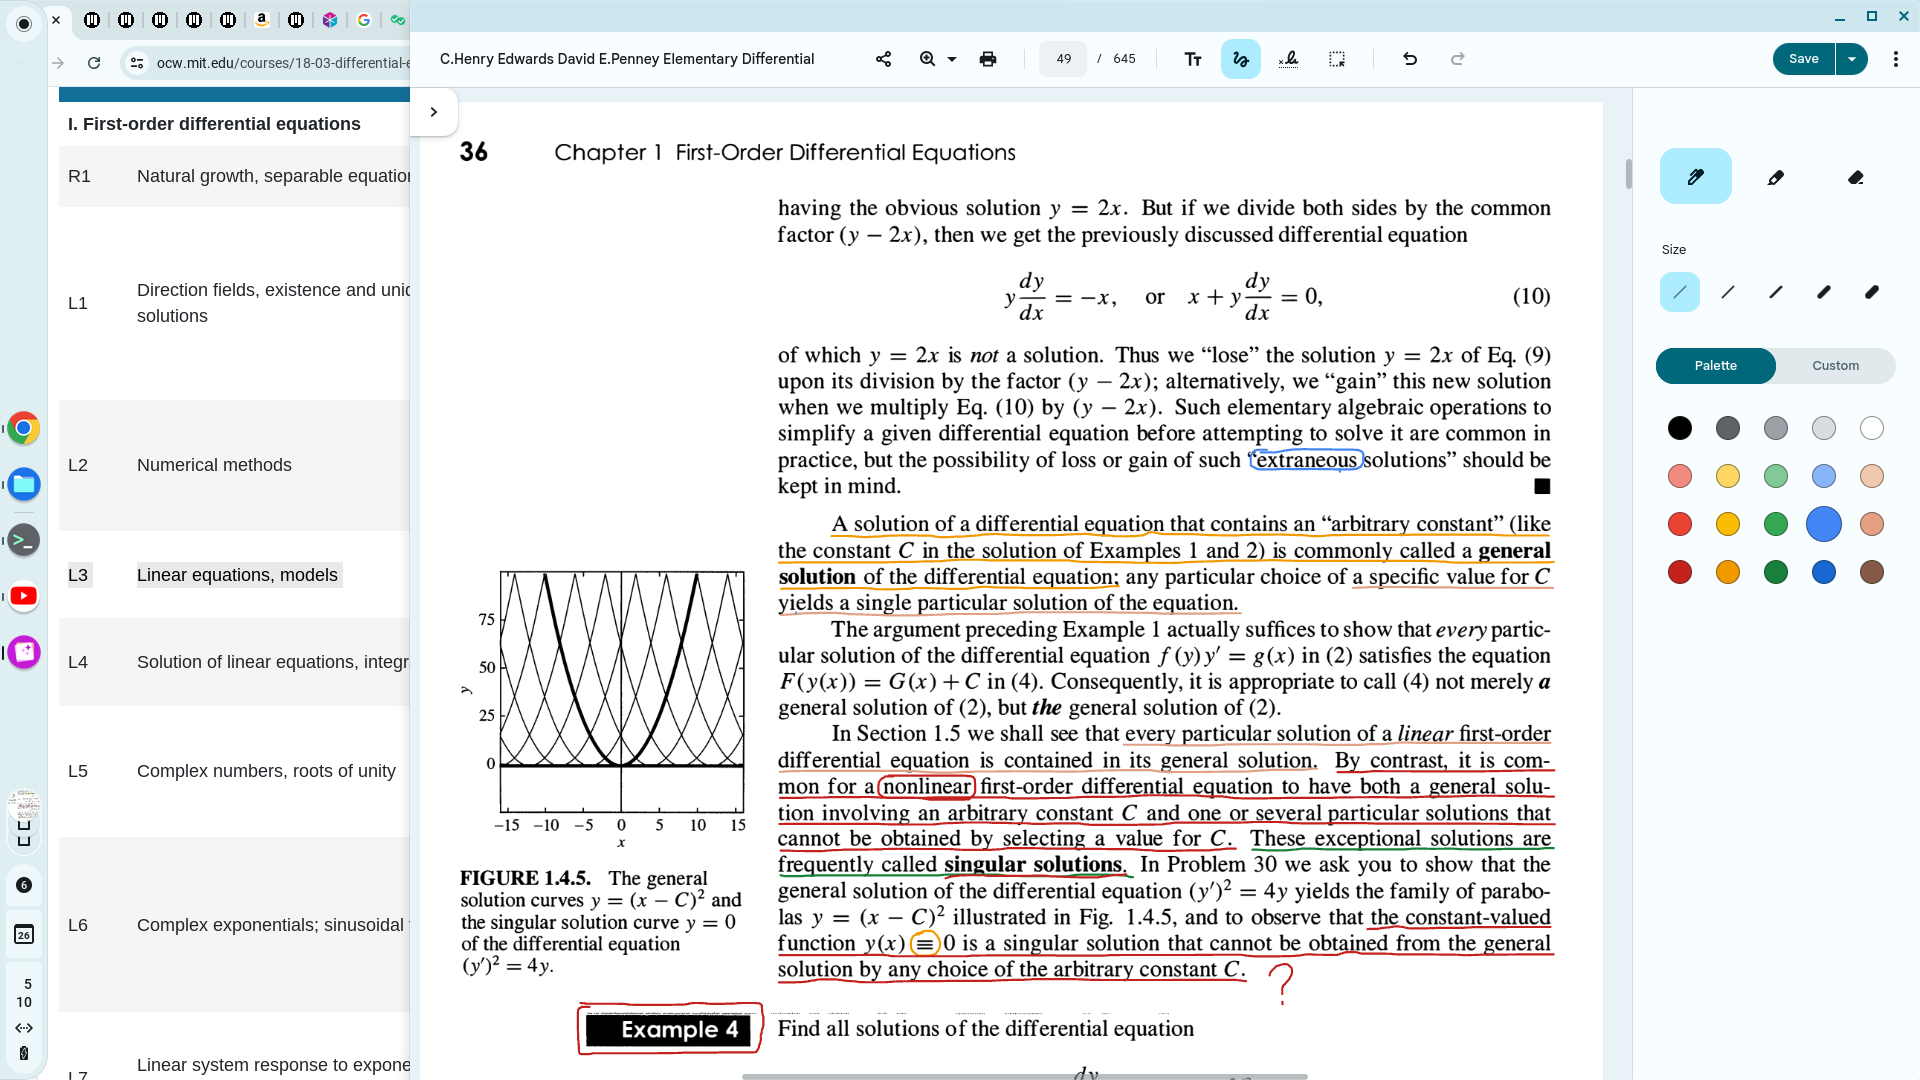 ocw.mit.edu/courses/18-03-differential-e
I. First-order differential equations
R1 Natural growth, separable equation
L1 Direction fields, existence and uniq
solutions
L2 Numerical methods
L3 Linear equations, models
L4 Solution of linear equations, integr
L5 Complex numbers, roots of unity
L6 Complex exponentials; sinusoidal
L7 Linear system response to expone
6
26
5
10
C.Henry Edwards David E.Penney Elementary Differential
49 / 645
Save
36 Chapter 1 First-Order Differential Equations
having the obvious solution y = 2x. But if we divide both sides by the common
factor (y − 2x), then we get the previously discussed differential equation
y dy/dx = −x, or x + y dy/dx = 0, (10)
of which y = 2x is not a solution. Thus we “lose” the solution y = 2x of Eq. (9)
upon its division by the factor (y − 2x); alternatively, we “gain” this new solution
when we multiply Eq. (10) by (y − 2x). Such elementary algebraic operations to
simplify a given differential equation before attempting to solve it are common in
practice, but the possibility of loss or gain of such “extraneous solutions” should be
kept in mind.
A solution of a differential equation that contains an “arbitrary constant” (like
the constant C in the solution of Examples 1 and 2) is commonly called a general
solution of the differential equation; any particular choice of a specific value for C
yields a single particular solution of the equation.
The argument preceding Example 1 actually suffices to show that every partic-
ular solution of the differential equation f(y)y′ = g(x) in (2) satisfies the equation
F(y(x)) = G(x) + C in (4). Consequently, it is appropriate to call (4) not merely a
general solution of (2), but the general solution of (2).
In Section 1.5 we shall see that every particular solution of a linear first-order
differential equation is contained in its general solution. By contrast, it is com-
mon for a nonlinear first-order differential equation to have both a general solu-
tion involving an arbitrary constant C and one or several particular solutions that
cannot be obtained by selecting a value for C. These exceptional solutions are
frequently called singular solutions. In Problem 30 we ask you to show that the
general solution of the differential equation (y′)² = 4y yields the family of parabo-
las y = (x − C)² illustrated in Fig. 1.4.5, and to observe that the constant-valued
function y(x) ≡ 0 is a singular solution that cannot be obtained from the general
solution by any choice of the arbitrary constant C. ?
75
50
y
25
0
−15 −10 −5 0 5 10 15
x
FIGURE 1.4.5. The general
solution curves y = (x − C)² and
the singular solution curve y = 0
of the differential equation
(y′)² = 4y.
Example 4 Find all solutions of the differential equation
dy
Size
Palette Custom